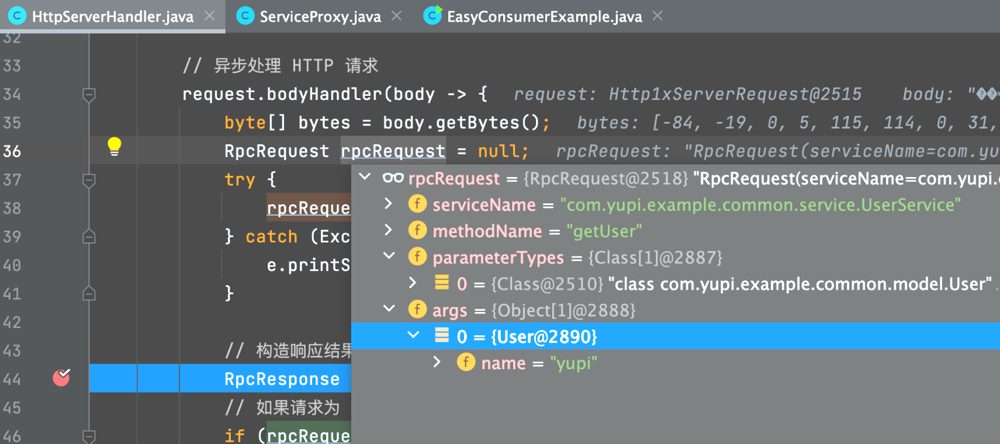 HttpServerHandler.java ServiceProxy.java EasyConsumerExample.java
32
33 // 异步处理 HTTP 请求
34 request.bodyHandler(body -> { request: Http1xServerRequest@2515 body: "
35 byte[] bytes = body.getBytes(); bytes: [-84, -19, 0, 5, 115, 114, 0, 31,
36 RpcRequest rpcRequest = null; rpcRequest: "RpcRequest(serviceName=com.yu
37 try {
38 rpcReque
39 } catch (Exc
40 e.printS
41 }
42
43 // 构造响应结果
44 RpcResponse
45 // 如果请求为
46 if (rpcReque
rpcRequest = {RpcRequest@2518} "RpcRequest(serviceName=com.yupi.
serviceName = "com.yupi.example.common.service.UserService"
methodName = "getUser"
parameterTypes = {Class[1]@2887}
0 = {Class@2510} "class com.yupi.example.common.model.User"
args = {Object[1]@2888}
0 = {User@2890}
name = "yupi"